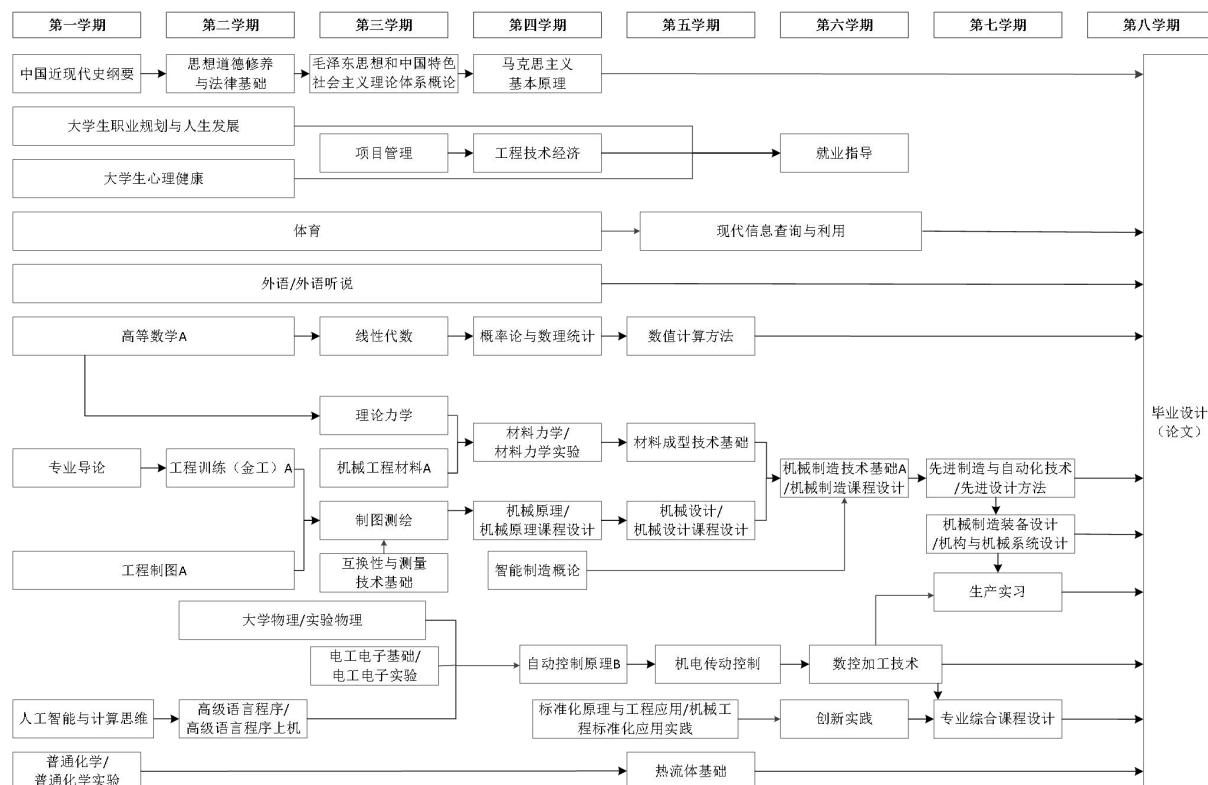 第一学期
第二学期
第三学期
第四学期
第五学期
第六学期
第七学期
第八学期
中国近现代史纲要
思想道德修养
与法律基础
毛泽东思想和中国特色
社会主义理论体系概论
马克思主义
基本原理
大学生职业规划与人生发展
项目管理
工程技术经济
就业指导
大学生心理健康
体育
现代信息查询与利用
外语/外语听说
高等数学A
线性代数
概率论与数理统计
数值计算方法
理论力学
毕业设计
（论文）
材料力学/
材料力学实验
材料成型技术基础
专业导论
工程训练（金工）A
机械工程材料A
机械制造技术基础A
/机械制造课程设计
先进制造与自动化技术
/先进设计方法
制图测绘
机械原理/
机械原理课程设计
机械设计/
机械设计课程设计
机械制造装备设计
/机构与机械系统设计
工程制图A
互换性与测量
技术基础
智能制造概论
生产实习
大学物理/实验物理
电工电子基础/
电工电子实验
自动控制原理B
机电传动控制
数控加工技术
人工智能与计算思维
高级语言程序/
高级语言程序上机
标准化原理与工程应用/机械工
程标准化应用实践
创新实践
专业综合课程设计
普通化学/
普通化学实验
热流体基础